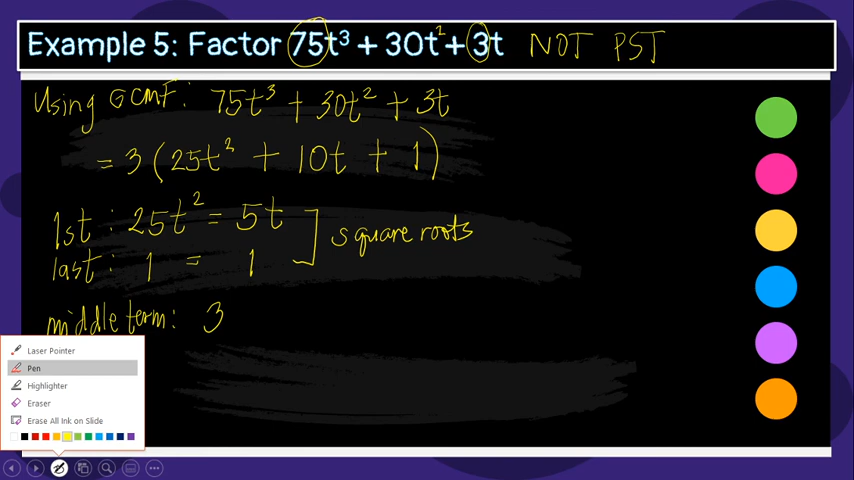 Example 5: Factor 75t³ + 30t² + 3t NOT PST
Using GCMF: 75t³ + 30t² + 3t
= 3 (25t² + 10t + 1)
1st: 25t² = 5t
last: 1 = 1
square roots
middle term: 3
Laser Pointer
Pen
Highlighter
Eraser
Erase All Ink on Slide